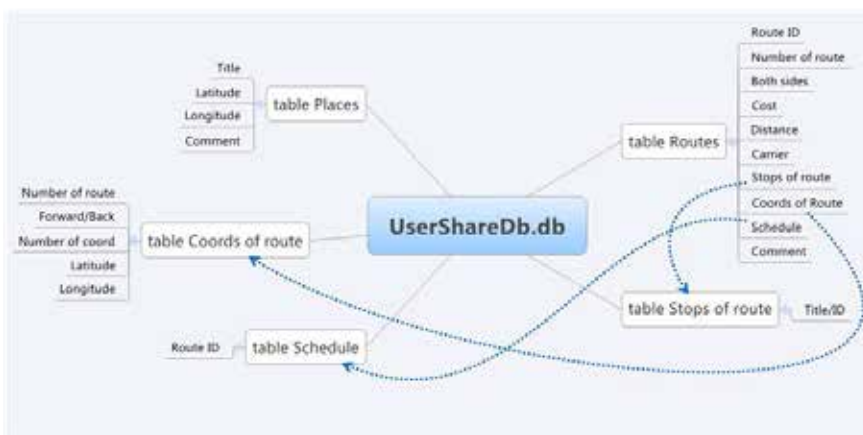 Title
Latitude
Longitude
Comment
table Places
Route ID
Number of route
Both sides
Cost
Distance
Carrier
Stops of route
Coords of Route
Schedule
Comment
table Routes
UserShareDb.db
Number of route
Forward/Back
Number of coord
Latitude
Longitude
table Coords of route
table Stops of route
Title/ID
Route ID
table Schedule